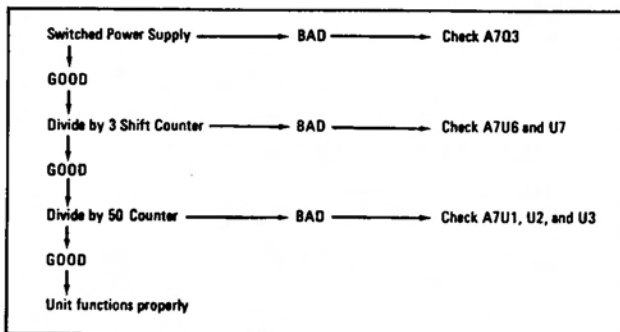 Switched Power Supply BAD Check A7Q3
GOOD
Divide by 3 Shift Counter BAD Check A7U6 and U7
GOOD
Divide by 50 Counter BAD Check A7U1, U2, and U3
GOOD
Unit functions properly